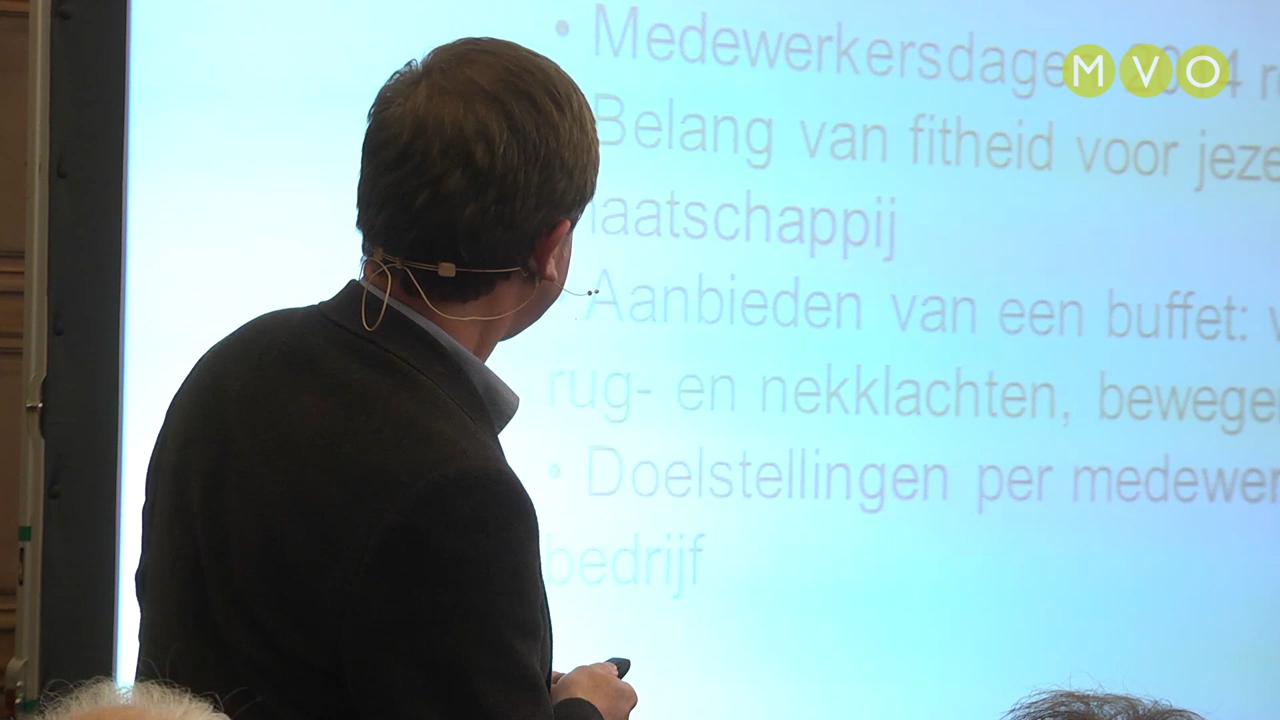 • Medewerkersdage
MVO
Belang van fitheid voor jeze
aatschappij
Aanbieden van een buffet:
rug- en nekklachten, bewege
• Doelstellingen per medewer
bedrijf